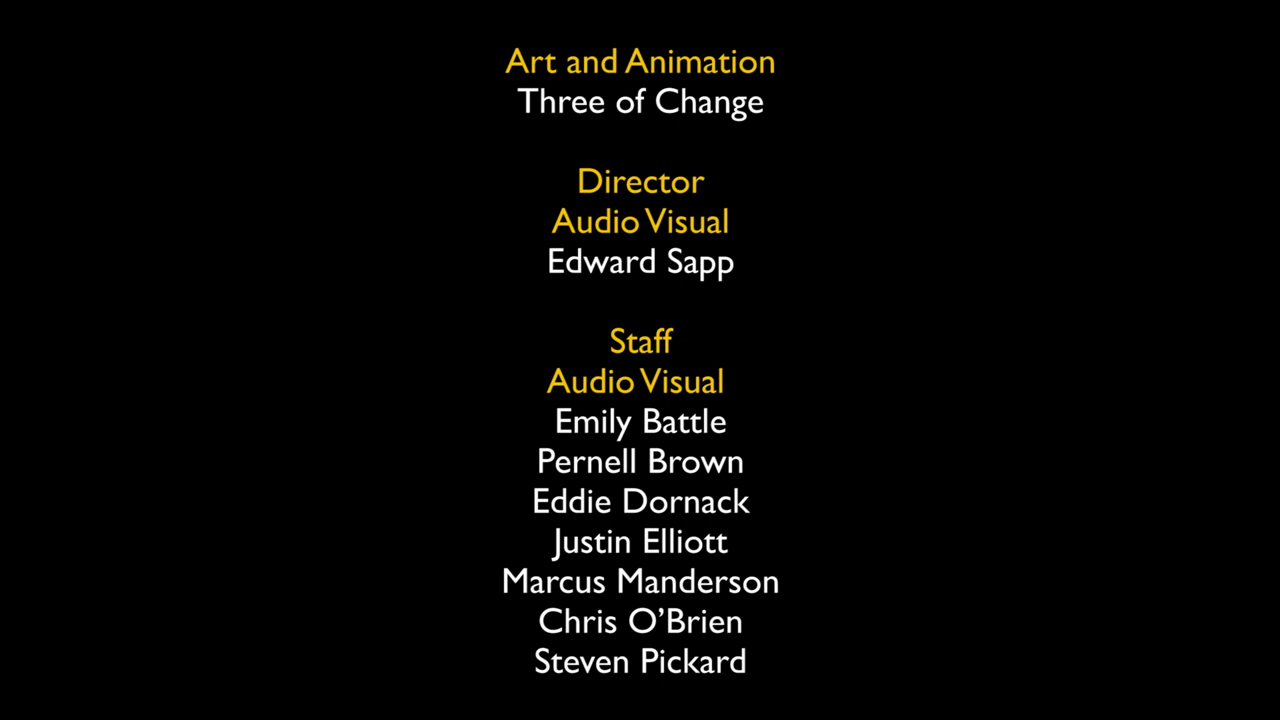 Art and Animation
Three of Change
Director
Audio Visual
Edward Sapp
Staff
Audio Visual
Emily Battle
Pernell Brown
Eddie Dornack
Justin Elliott
Marcus Manderson
Chris O’Brien
Steven Pickard